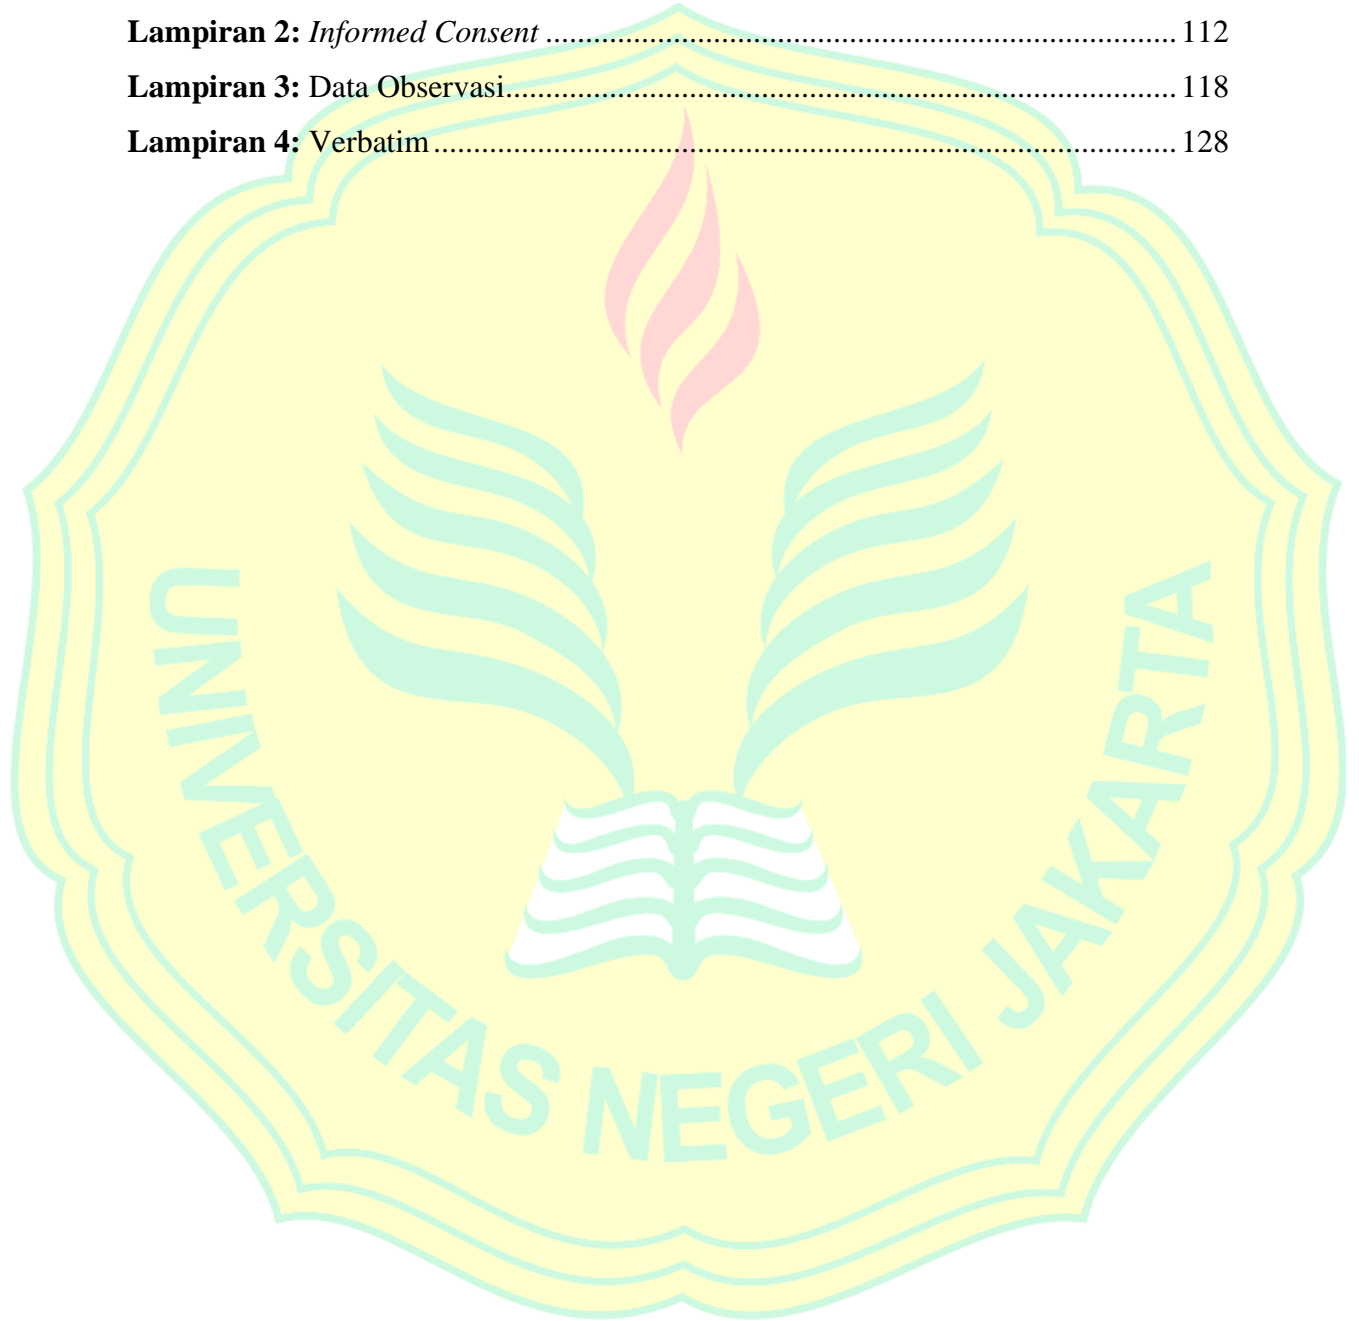 Lampiran 2: Informed Consent ............................................................................... 112
Lampiran 3: Data Observasi.................................................................................... 118
Lampiran 4: Verbatim ............................................................................................. 128
UNIVERSITAS NEGERI JAKARTA